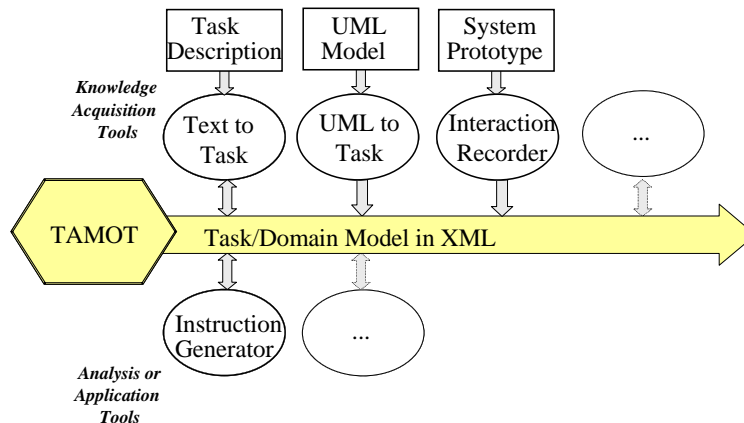 Task
Description
UML
Model
System
Prototype
Knowledge
Acquisition
Tools
Text to
Task
UML to
Task
Interaction
Recorder
...
TAMOT
Task/Domain Model in XML
Instruction
Generator
...
Analysis or
Application
Tools